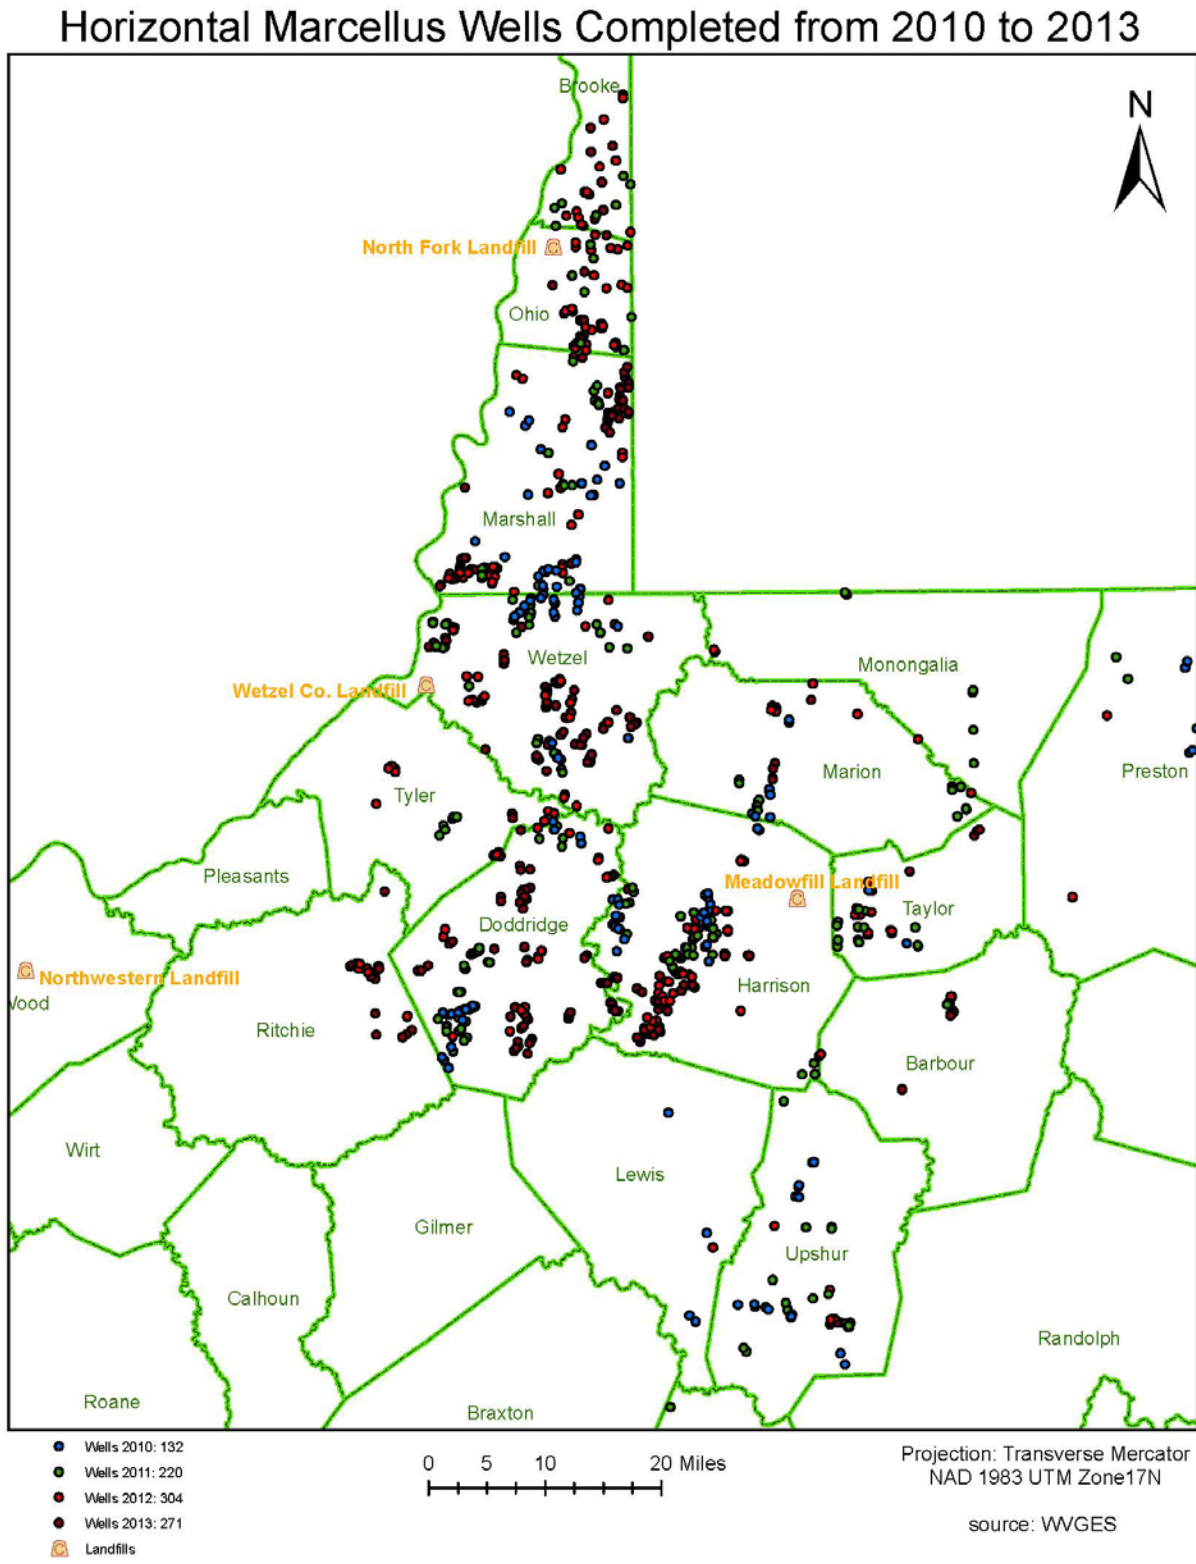 Horizontal Marcellus Wells Completed from 2010 to 2013
Brooke
N
North Fork Landfill
Ohio
Marshall
Wetzel
Monongalia
Wetzel Co. Landfill
Marion
Preston
Tyler
Pleasants
Meadowfill Landfill
Taylor
Doddridge
Northwestern Landfill
Harrison
Wood
Ritchie
Barbour
Wirt
Lewis
Gilmer
Upshur
Calhoun
Randolph
Roane
Braxton
Wells 2010: 132
Wells 2011: 220
Wells 2012: 304
Wells 2013: 271
Landfills
0 5 10 20 Miles
Projection: Transverse Mercator
NAD 1983 UTM Zone17N
source: WVGES